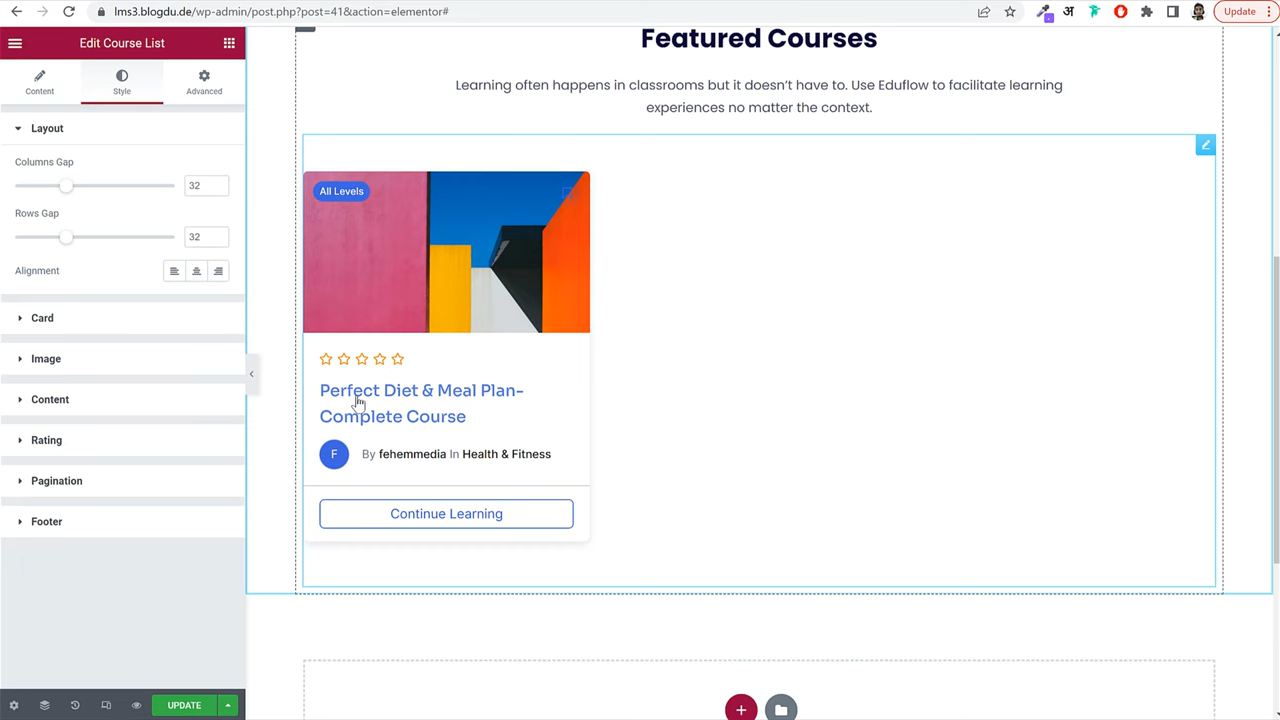 lms3.blogdu.de/wp-admin/post.php?post=41&action=elementor#
अ
Update
Edit Course List
Content
Style
Advanced
Layout
Columns Gap
32
Rows Gap
32
Alignment
Card
Image
Content
Rating
Pagination
Footer
UPDATE
Featured Courses
Learning often happens in classrooms but it doesn't have to. Use Eduflow to facilitate learning
experiences no matter the context.
All Levels
Perfect Diet & Meal Plan-
Complete Course
F
By fehemmedia In Health & Fitness
Continue Learning